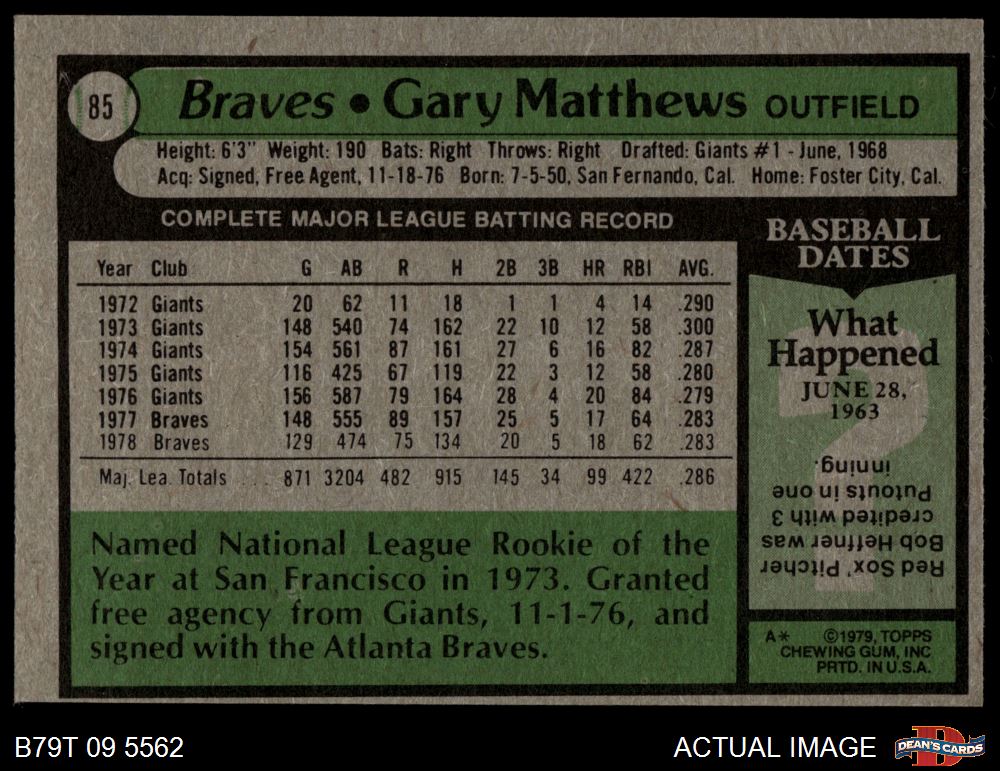 85
Braves • Gary Matthews OUTFIELD
Height: 6'3" Weight: 190 Bats: Right Throws: Right Drafted: Giants #1 - June, 1968
Acq: Signed, Free Agent, 11-18-76 Born: 7-5-50, San Fernando, Cal. Home: Foster City, Cal.
COMPLETE MAJOR LEAGUE BATTING RECORD
Year Club G AB R H 2B 3B HR RBI AVG.
1972 Giants 20 62 11 18 1 1 4 14 .290
1973 Giants 148 540 74 162 22 10 12 58 .300
1974 Giants 154 561 87 161 27 6 16 82 .287
1975 Giants 116 425 67 119 22 3 12 58 .280
1976 Giants 156 587 79 164 28 4 20 84 .279
1977 Braves 148 555 89 157 25 5 17 64 .283
1978 Braves 129 474 75 134 20 5 18 62 .283
Maj. Lea. Totals ... 871 3204 482 915 145 34 99 422 .286
Named National League Rookie of the
Year at San Francisco in 1973. Granted
free agency from Giants, 11-1-76, and
signed with the Atlanta Braves.
BASEBALL
DATES
What
Happened
JUNE 28,
1963
Red Sox' Pitcher
Bob Heffner was
credited with 3
Putouts in one
inning.
A* ©1979, TOPPS
CHEWING GUM, INC
PRTD. IN U.S.A.
B79T 09 5562
ACTUAL IMAGE
D
DEAN'S CARDS